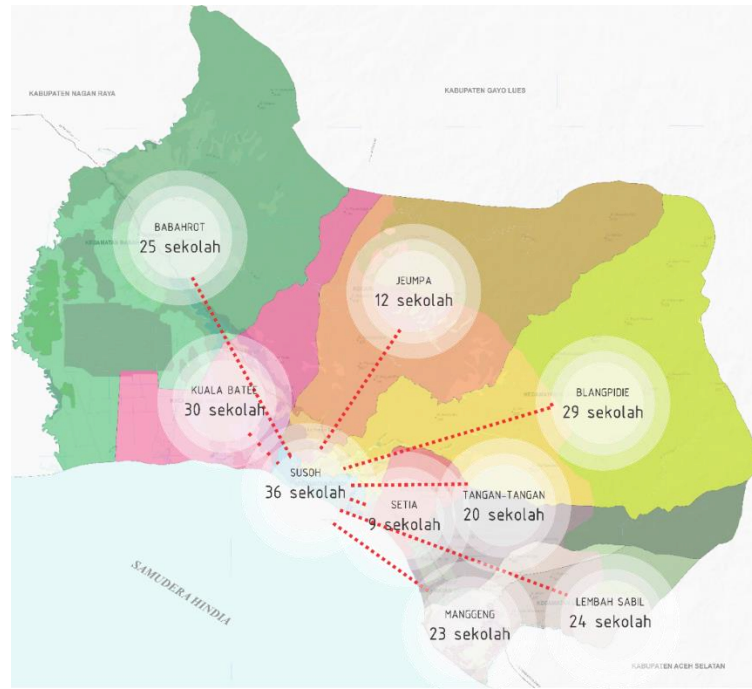 KABUPATEN NAGAN RAYA
KABUPATEN GAYO LUES
BABAHROT
25 sekolah
JEUMPA
12 sekolah
KUALA BATEE
30 sekolah
BLANGPIDIE
29 sekolah
SUSOH
36 sekolah
SETIA
9 sekolah
TANGAN-TANGAN
20 sekolah
SAMUDERA HINDIA
MANGGENG
23 sekolah
LEMBAH SABIL
24 sekolah
KABUPATEN ACEH SELATAN